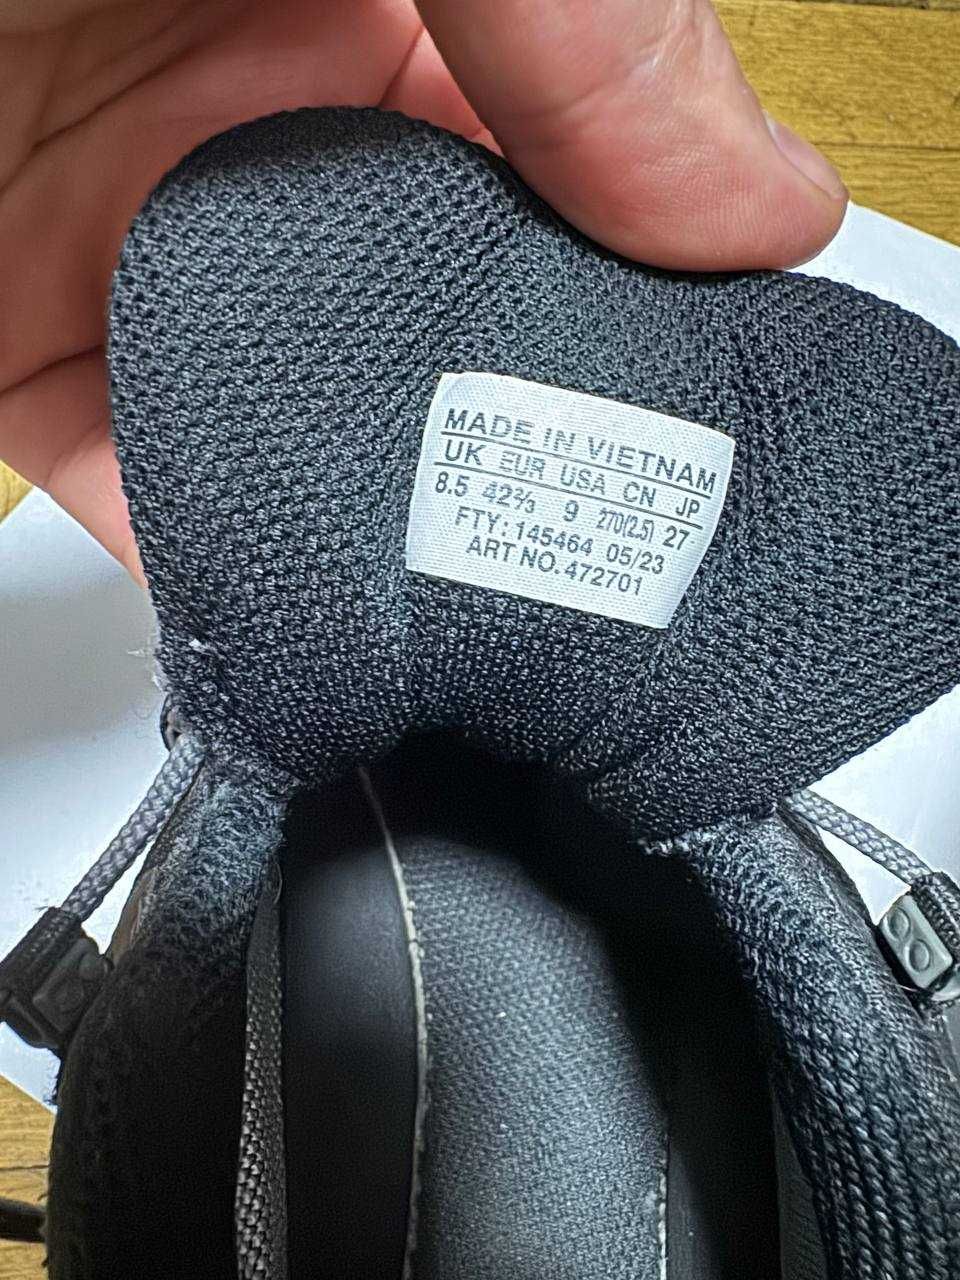 MADE IN VIETNAM
UK EUR USA CN JP
8.5 42⅔ 9 270(2.5) 27
FTY: 145464 05/23
ART NO. 472701